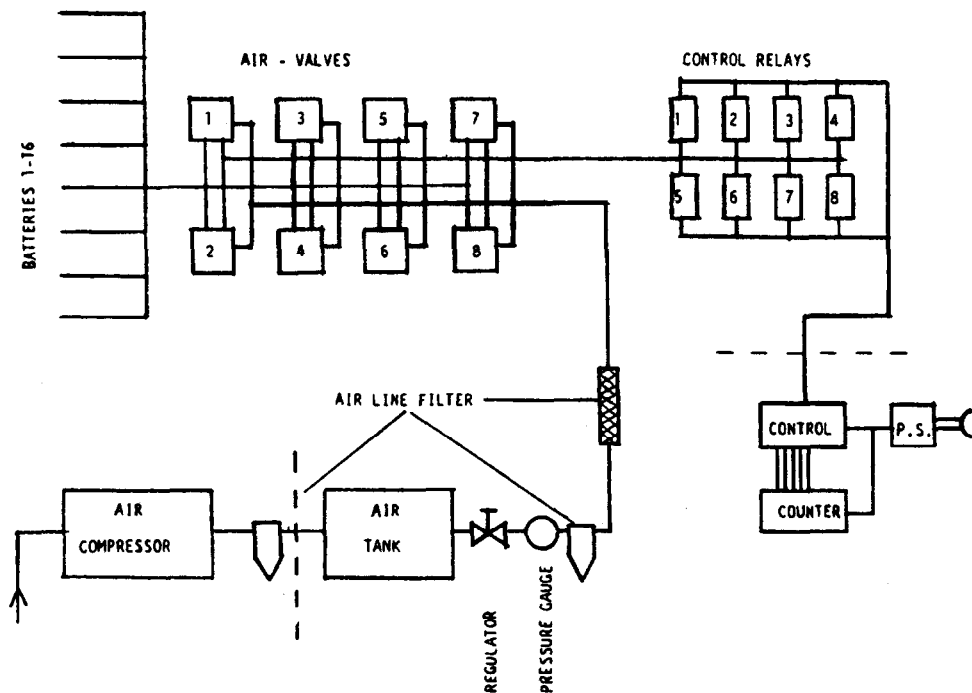 AIR - VALVES
CONTROL RELAYS
BATTERIES 1-16
1 3 5 7
2 4 6 8
1 2 3 4
5 6 7 8
AIR LINE FILTER
CONTROL
P.S.
COUNTER
AIR
COMPRESSOR
AIR
TANK
REGULATOR
PRESSURE GAUGE